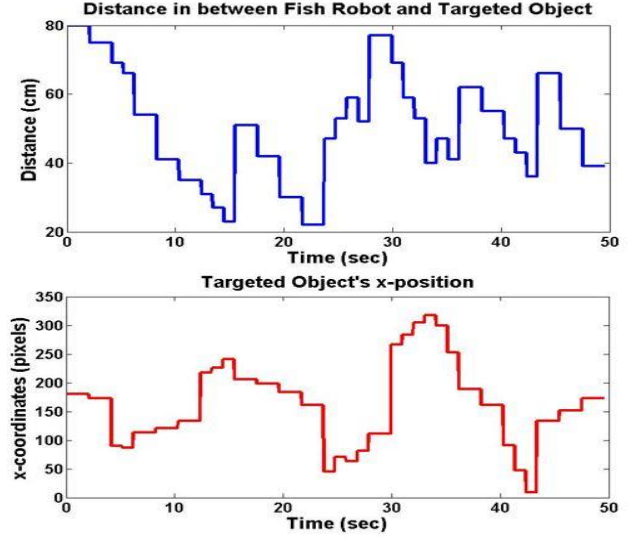 Distance in between Fish Robot and Targeted Object
80
60
40
20
Distance (cm)
0 10 20 30 40 50
Time (sec)
Targeted Object's x-position
350
300
250
200
150
100
50
0
x-coordinates (pixels)
0 10 20 30 40 50
Time (sec)